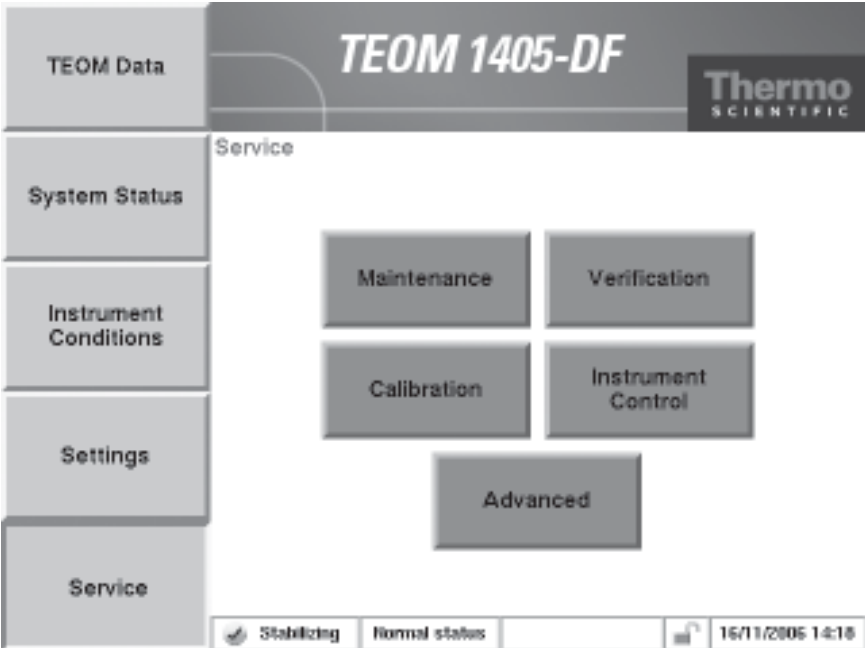 TEOM Data
TEOM 1405-DF
Thermo
SCIENTIFIC
Service
System Status
Maintenance
Verification
Instrument
Conditions
Calibration
Instrument
Control
Settings
Advanced
Service
Stabilizing
Normal status
16/11/2006 14:18